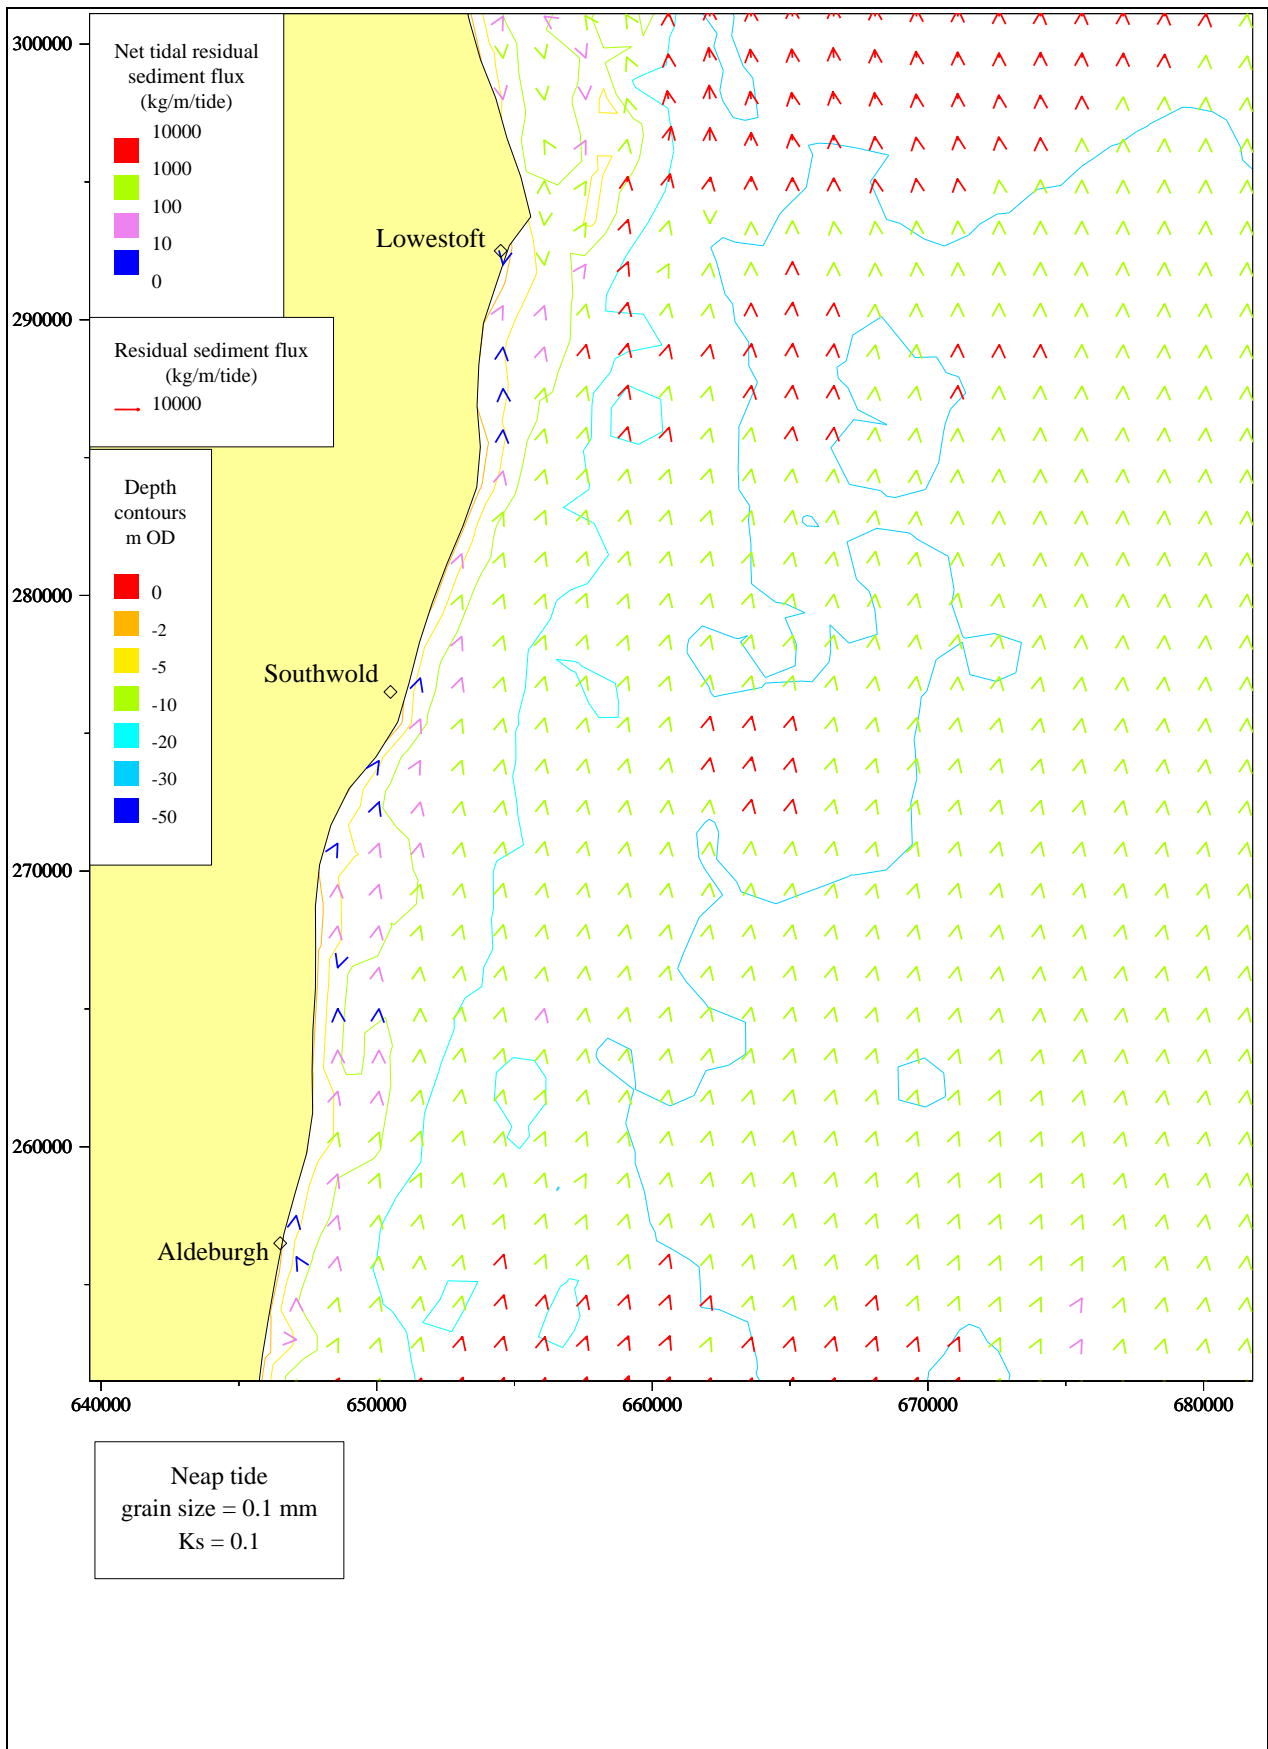 300000
290000
280000
270000
260000
Net tidal residual
sediment flux
(kg/m/tide)
10000
1000
100
10
0
Residual sediment flux
(kg/m/tide)
10000
Depth
contours
m OD
0
-2
-5
-10
-20
-30
-50
Lowestoft
Southwold
Aldeburgh
640000 650000 660000 670000 680000
Neap tide
grain size = 0.1 mm
Ks = 0.1